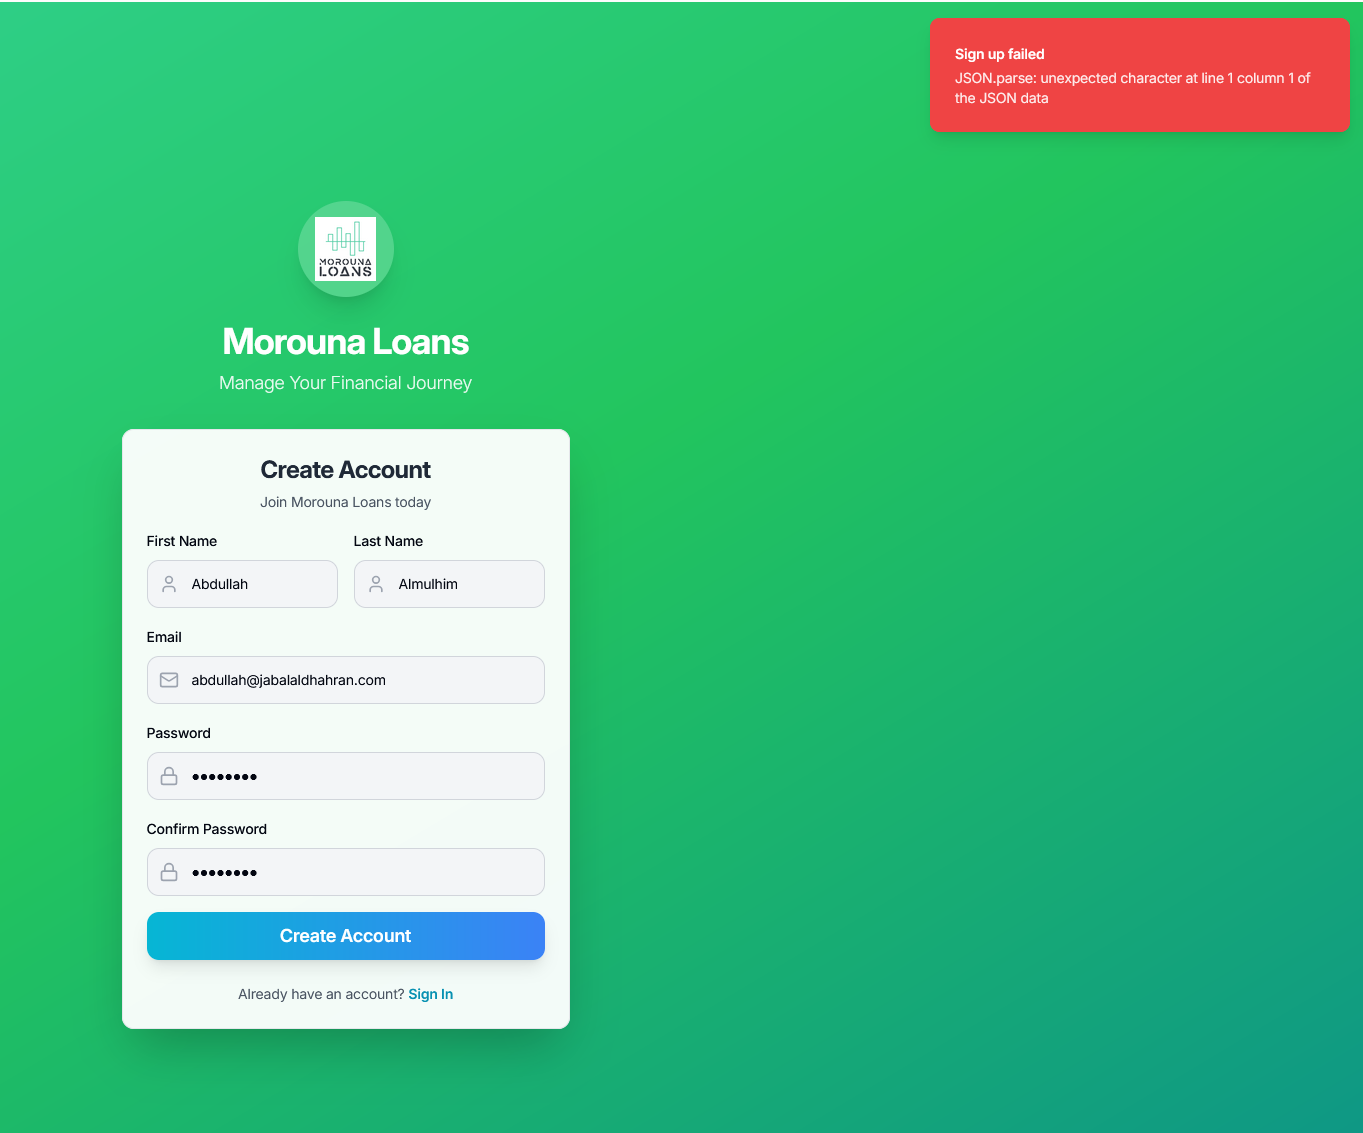 Sign up failed
JSON.parse: unexpected character at line 1 column 1 of
the JSON data
MOROUNA
LOANS
Morouna Loans
Manage Your Financial Journey
Create Account
Join Morouna Loans today
First Name
Last Name
Abdullah
Almulhim
Email
abdullah@jabalaldhahran.com
Password
••••••••
Confirm Password
••••••••
Create Account
Already have an account? Sign In